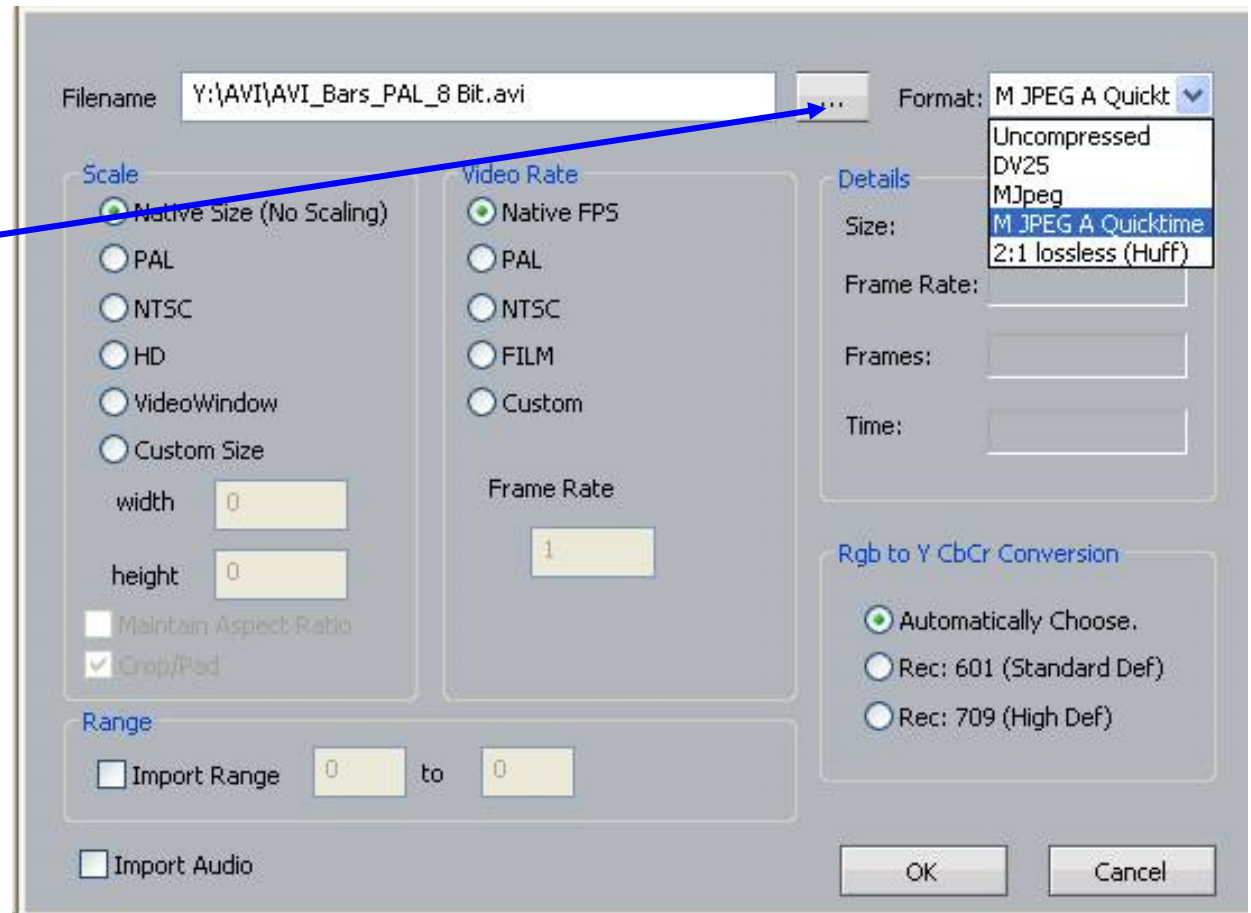 Filename Y:\AVI\AVI_Bars_PAL_8 Bit.avi ... Format: M JPEG A Quickt
Uncompressed
DV25
MJpeg
M JPEG A Quicktime
2:1 lossless (Huff)
Scale
Native Size (No Scaling)
PAL
NTSC
HD
VideoWindow
Custom Size
width 0
height 0
Maintain Aspect Ratio
Crop/Pad
Video Rate
Native FPS
PAL
NTSC
FILM
Custom
Frame Rate
1
Details
Size:
Frame Rate:
Frames:
Time:
Rgb to Y CbCr Conversion
Automatically Choose.
Rec: 601 (Standard Def)
Rec: 709 (High Def)
Range
Import Range 0 to 0
Import Audio
OK Cancel